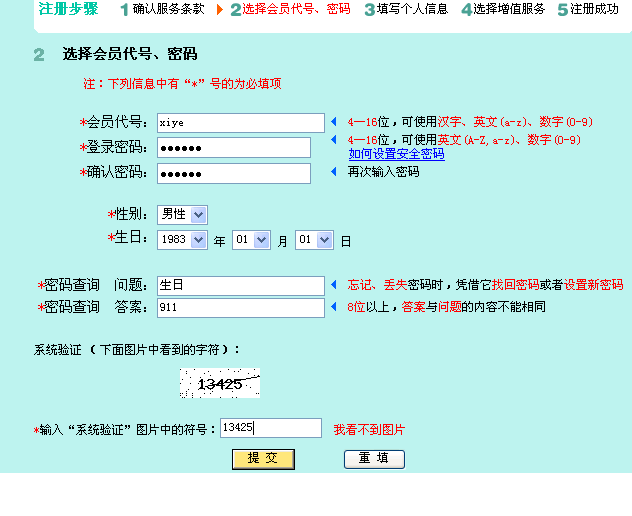 注册步骤 1确认服务条款 2选择会员代号、密码 3填写个人信息 4选择增值服务 5注册成功
2 选择会员代号、密码
注：下列信息中有“*”号的为必填项
*会员代号： xiye 4—16位，可使用汉字、英文(a-z)、数字(0-9)
*登录密码： ●●●●●● 4—16位，可使用英文(A-Z,a-z)、数字(0-9)
如何设置安全密码
*确认密码： ●●●●●● 再次输入密码
*性别： 男性
*生日： 1983 年 01 月 01 日
*密码查询 问题： 生日 忘记、丢失密码时，凭借它找回密码或者设置新密码
*密码查询 答案： 911 8位以上，答案与问题的内容不能相同
系统验证 （下面图片中看到的字符）：
13425
*输入“系统验证”图片中的符号： 13425 我看不到图片
提 交 重 填